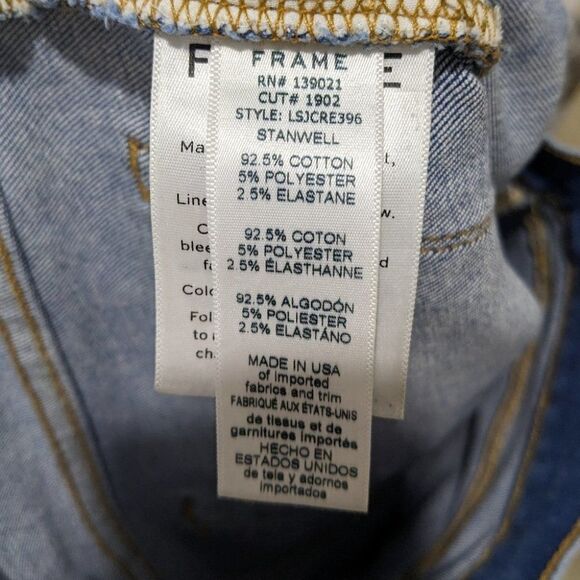 FRAME
RN# 139021
CUT# 1902
STYLE: LSJCRE396
STANWELL
92.5% COTTON
5% POLYESTER
2.5% ELASTANE
92.5% COTON
5% POLYESTER
2.5% ÉLASTHANNE
92.5% ALGODÓN
5% POLIESTER
2.5% ELASTÁNO
MADE IN USA
of imported
fabrics and trim
FABRIQUÉ AUX ÉTATS-UNIS
de tissus et de
garnitures importés
HECHO EN
ESTADOS UNIDOS
de tela y adornos
importados